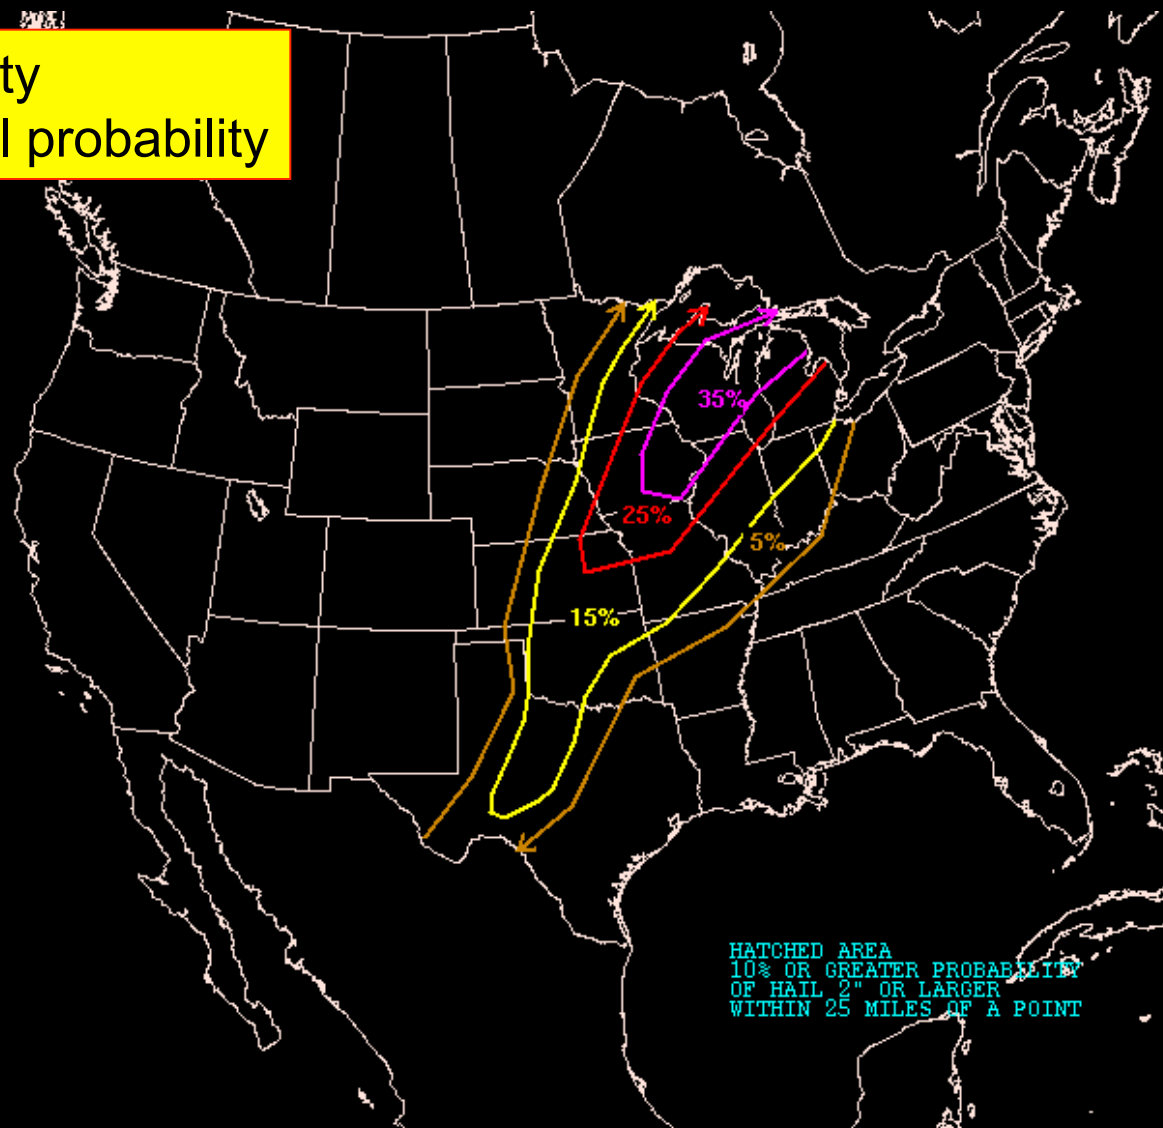 ty
l probability
35%
25%
5%
15%
HATCHED AREA
10% OR GREATER PROBABILITY
OF HAIL 2" OR LARGER
WITHIN 25 MILES OF A POINT